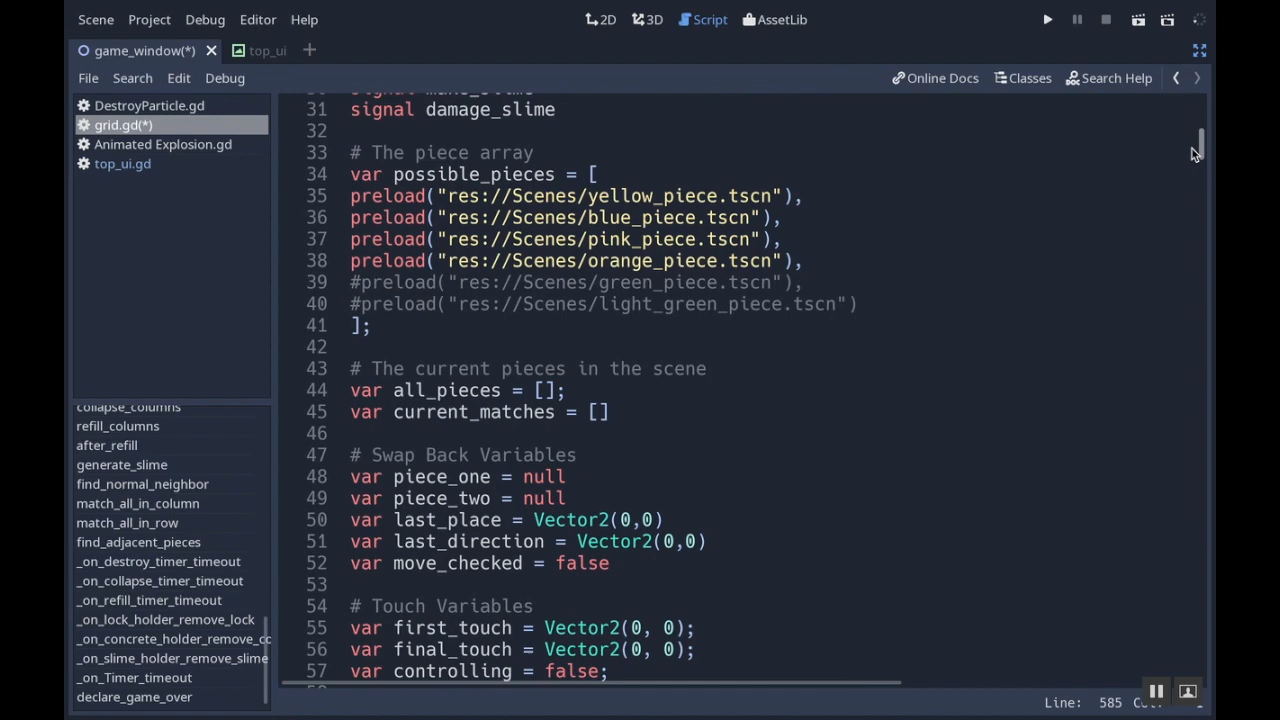 Scene Project Debug Editor Help 2D 3D Script AssetLib
game_window(*) top_ui
File Search Edit Debug Online Docs Classes Search Help
DestroyParticle.gd
grid.gd(*)
Animated Explosion.gd
top_ui.gd
collapse_columns
refill_columns
after_refill
generate_slime
find_normal_neighbor
match_all_in_column
match_all_in_row
find_adjacent_pieces
_on_destroy_timer_timeout
_on_collapse_timer_timeout
_on_refill_timer_timeout
_on_lock_holder_remove_lock
_on_concrete_holder_remove_co
_on_slime_holder_remove_slime
_on_Timer_timeout
declare_game_over
30 signal make_slime
31 signal damage_slime
32
33 # The piece array
34 var possible_pieces = [
35 preload("res://Scenes/yellow_piece.tscn"),
36 preload("res://Scenes/blue_piece.tscn"),
37 preload("res://Scenes/pink_piece.tscn"),
38 preload("res://Scenes/orange_piece.tscn"),
39 #preload("res://Scenes/green_piece.tscn"),
40 #preload("res://Scenes/light_green_piece.tscn")
41 ];
42
43 # The current pieces in the scene
44 var all_pieces = [];
45 var current_matches = []
46
47 # Swap Back Variables
48 var piece_one = null
49 var piece_two = null
50 var last_place = Vector2(0,0)
51 var last_direction = Vector2(0,0)
52 var move_checked = false
53
54 # Touch Variables
55 var first_touch = Vector2(0, 0);
56 var final_touch = Vector2(0, 0);
57 var controlling = false;
Line: 585